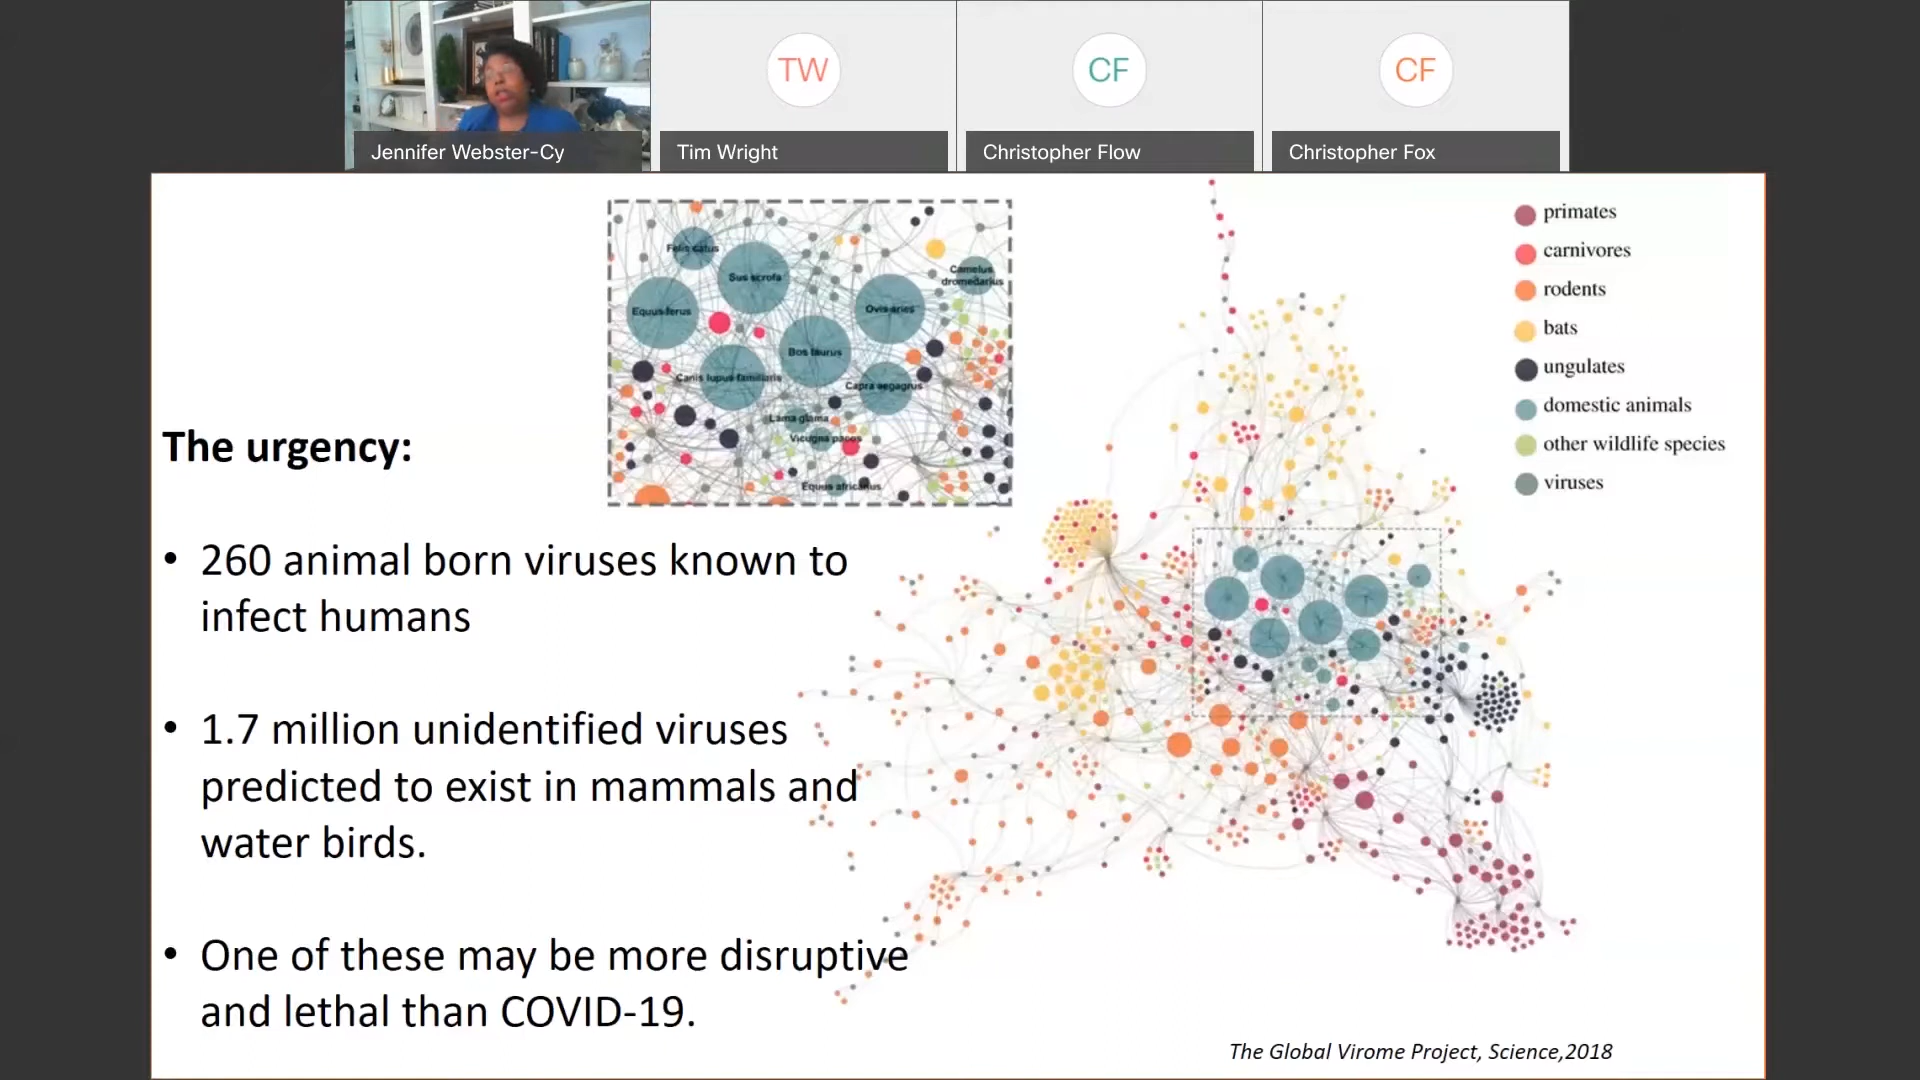 TW
CF
CF
Jennifer Webster-Cy
Tim Wright
Christopher Flow
Christopher Fox
Felis catus
Sus scrofa
Camelus
dromedarius
Equus ferus
Ovis aries
Bos taurus
Canis lupus familiaris
Capra aegagrus
Lama glama
Vicugna pacos
Equus africanus
primates
carnivores
rodents
bats
ungulates
domestic animals
other wildlife species
viruses
The urgency:
• 260 animal born viruses known to
infect humans
• 1.7 million unidentified viruses
predicted to exist in mammals and
water birds.
• One of these may be more disruptive
and lethal than COVID-19.
The Global Virome Project, Science,2018